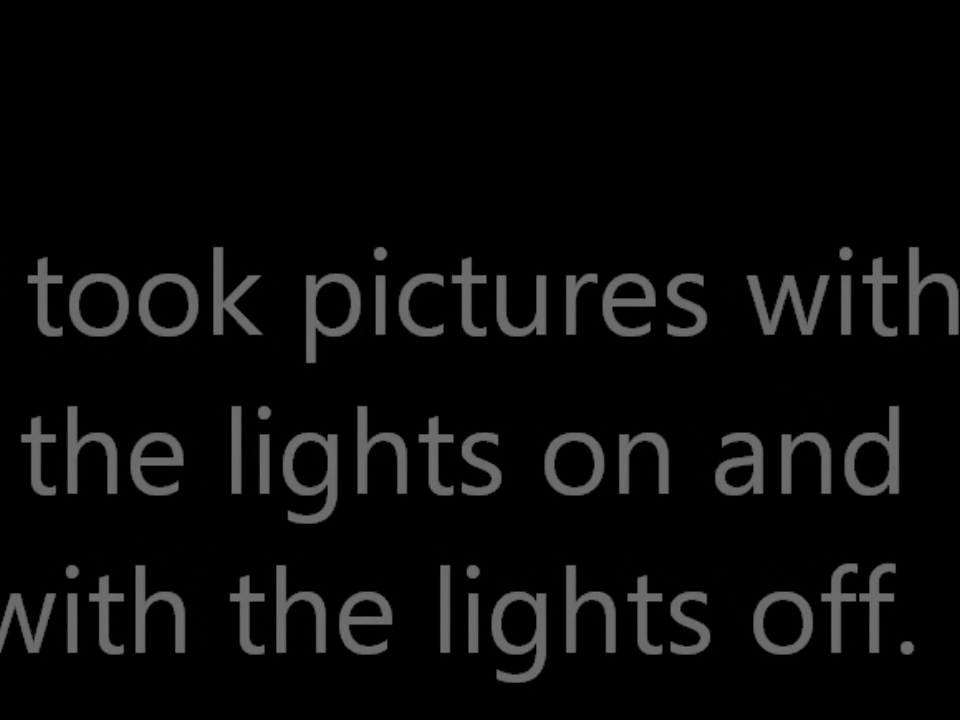 took pictures with
the lights on and
with the lights off.